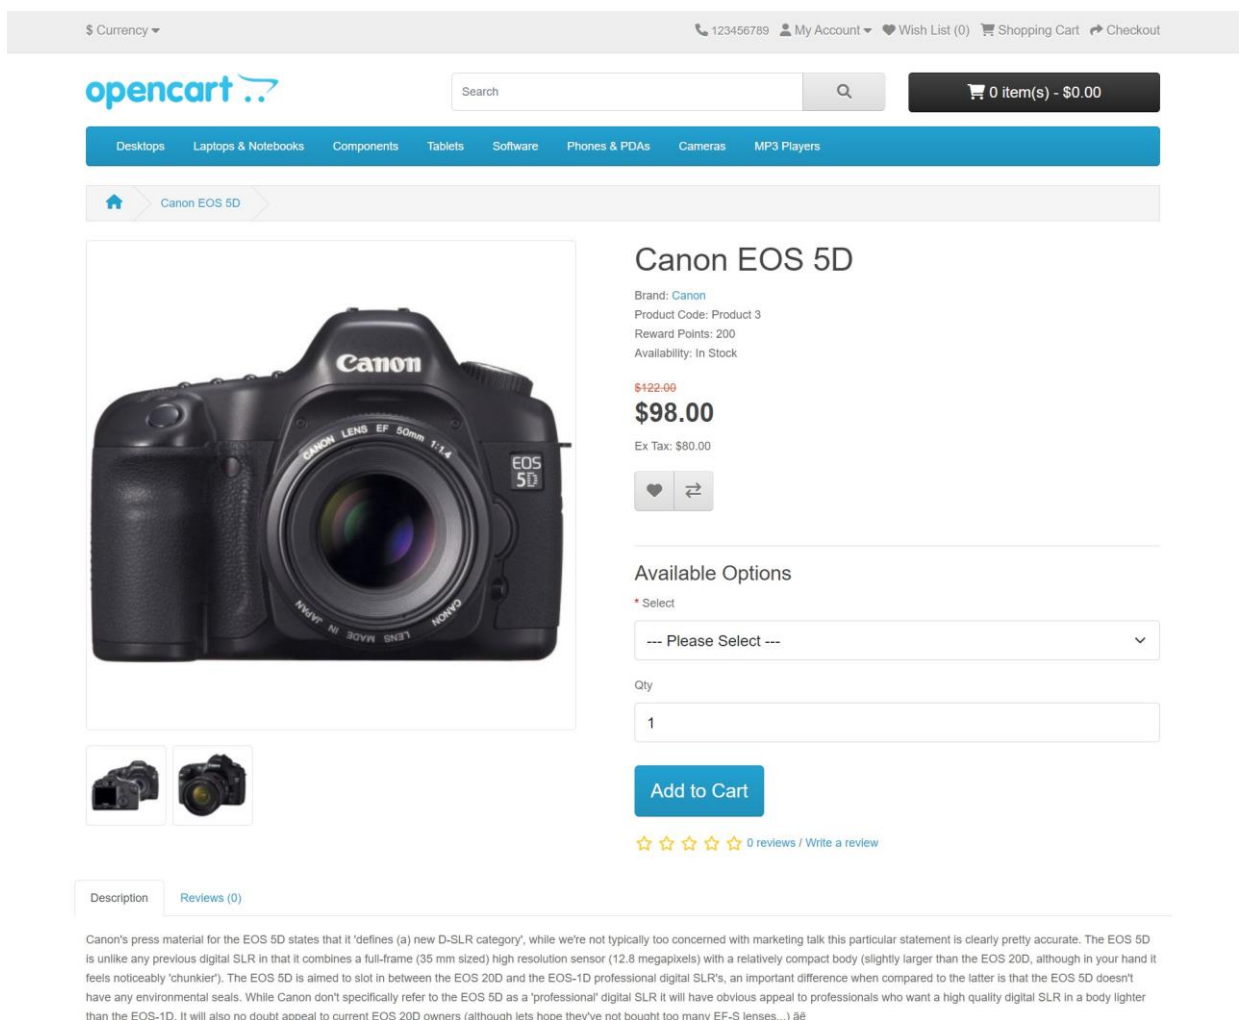 $ Currency
123456789 My Account Wish List (0) Shopping Cart Checkout
opencart
Search
0 item(s) - $0.00
Desktops Laptops & Notebooks Components Tablets Software Phones & PDAs Cameras MP3 Players
Canon EOS 5D
Canon
CANON LENS EF 50mm 1:1.4
EOS
5D
CANON LENS MADE IN JAPAN
Canon EOS 5D
Brand: Canon
Product Code: Product 3
Reward Points: 200
Availability: In Stock
$122.00
$98.00
Ex Tax: $80.00
Available Options
* Select
--- Please Select ---
Qty
1
Add to Cart
0 reviews / Write a review
Description Reviews (0)
Canon's press material for the EOS 5D states that it 'defines (a) new D-SLR category', while we're not typically too concerned with marketing talk this particular statement is clearly pretty accurate. The EOS 5D
is unlike any previous digital SLR in that it combines a full-frame (35 mm sized) high resolution sensor (12.8 megapixels) with a relatively compact body (slightly larger than the EOS 20D, although in your hand it
feels noticeably 'chunkier'). The EOS 5D is aimed to slot in between the EOS 20D and the EOS-1D professional digital SLR's, an important difference when compared to the latter is that the EOS 5D doesn't
have any environmental seals. While Canon don't specifically refer to the EOS 5D as a 'professional' digital SLR it will have obvious appeal to professionals who want a high quality digital SLR in a body lighter
than the EOS-1D. It will also no doubt appeal to current EOS 20D owners (although lets hope they've not bought too many EF-S lenses...) äë